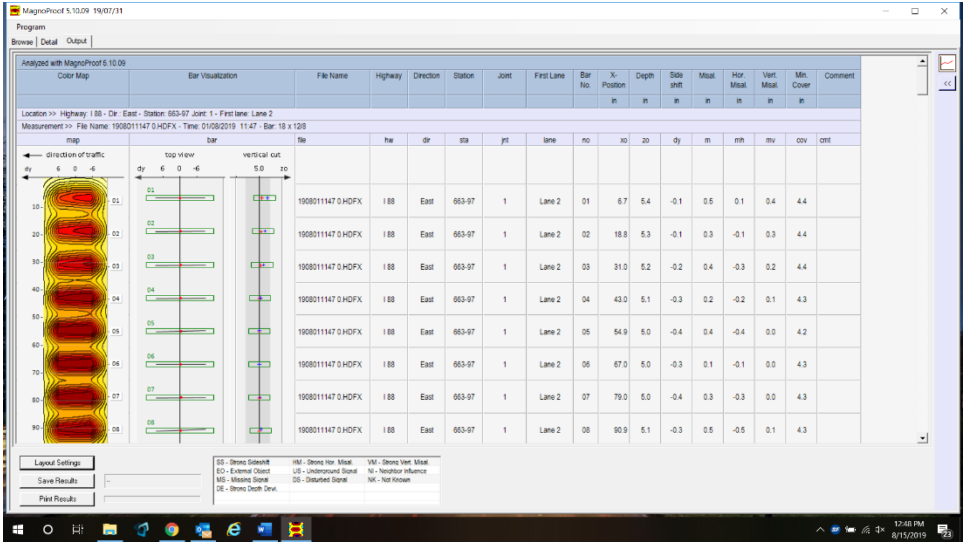 MagnoProof 5.10.09 19/07/31
Program
Browse Detail Output
Analyzed with MagnoProof 5.10.09
Color Map Bar Visualization File Name Highway Direction Station Joint First Lane Bar No. X-Position Depth Side shift Misal. Hor. Misal. Vert. Misal. Min. Cover Comment
in in in in in in in
Location >> Highway: I 88 - Dir.: East - Station: 663-97 Joint: 1 - First lane: Lane 2
Measurement >> File Name: 1908011147 0.HDFX - Time: 01/08/2019 11:47 - Bar: 18 x 12/8
map bar file hw dir sta jnt lane no xo zo dy m mh mv cov cmt
direction of traffic top view vertical cut
dy 6 0 -6 dy 6 0 -6 5.0 zo
01 01 1908011147 0.HDFX I 88 East 663-97 1 Lane 2 01 6.7 5.4 -0.1 0.5 0.1 0.4 4.4
10
20 02 02 1908011147 0.HDFX I 88 East 663-97 1 Lane 2 02 18.8 5.3 -0.1 0.3 -0.1 0.3 4.4
30 03 03 1908011147 0.HDFX I 88 East 663-97 1 Lane 2 03 31.0 5.2 -0.2 0.4 -0.3 0.2 4.4
40 04 04 1908011147 0.HDFX I 88 East 663-97 1 Lane 2 04 43.0 5.1 -0.3 0.2 -0.2 0.1 4.3
50 05 05 1908011147 0.HDFX I 88 East 663-97 1 Lane 2 05 54.9 5.0 -0.4 0.4 -0.4 0.0 4.2
60 06 06 1908011147 0.HDFX I 88 East 663-97 1 Lane 2 06 67.0 5.0 -0.3 0.1 -0.1 0.0 4.3
70
80 07 07 1908011147 0.HDFX I 88 East 663-97 1 Lane 2 07 79.0 5.0 -0.4 0.3 -0.3 0.0 4.3
90 08 08 1908011147 0.HDFX I 88 East 663-97 1 Lane 2 08 90.9 5.1 -0.3 0.5 -0.5 0.1 4.3
Layout Settings
Save Results --
Print Results
SS - Strong Sideshift HM - Strong Hor. Misal. VM - Strong Vert. Misal.
EO - External Object US - Underground Signal NI - Neighbor Influence
MS - Missing Signal DS - Disturbed Signal NK - Not Known
DE - Strong Depth Devi.
12:48 PM
8/15/2019
23